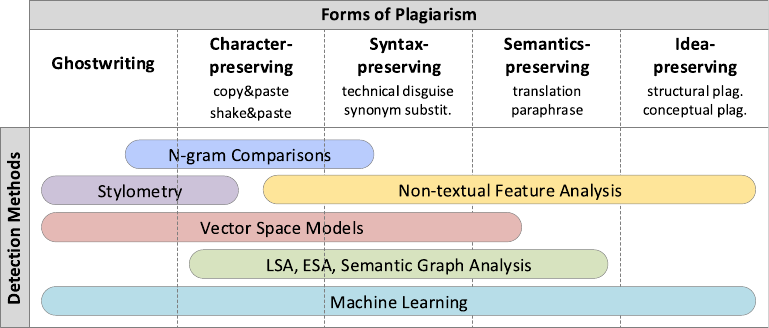 Forms of Plagiarism
Ghostwriting
Character-
preserving
copy&paste
shake&paste
Syntax-
preserving
technical disguise
synonym substit.
Semantics-
preserving
translation
paraphrase
Idea-
preserving
structural plag.
conceptual plag.
Detection Methods
N-gram Comparisons
Stylometry
Non-textual Feature Analysis
Vector Space Models
LSA, ESA, Semantic Graph Analysis
Machine Learning